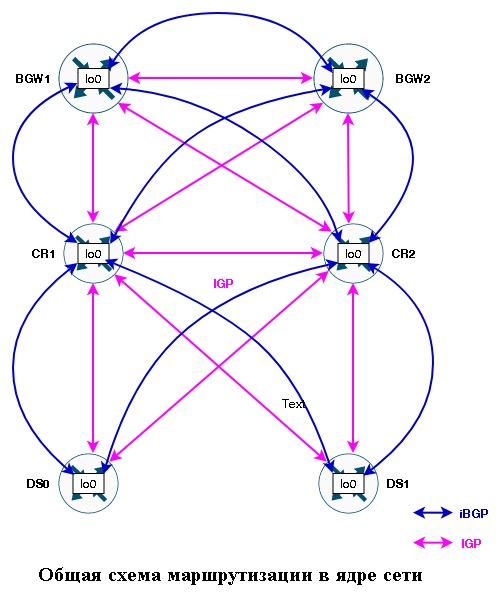 BGW1
lo0
lo0
BGW2
CR1
lo0
lo0
CR2
IGP
Text
DS0
lo0
lo0
DS1
iBGP
IGP
Общая схема маршрутизации в ядре сети